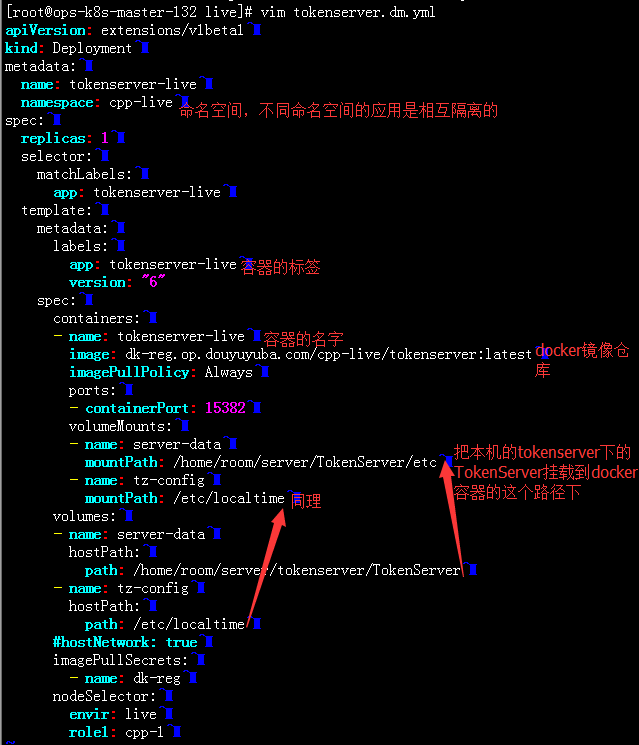 [root@ops-k8s-master-132 live]# vim tokenserver.dm.yml
apiVersion: extensions/v1beta1
kind: Deployment
metadata:
  name: tokenserver-live
  namespace: cpp-live 命名空间，不同命名空间的应用是相互隔离的
spec:
  replicas: 1
  selector:
    matchLabels:
      app: tokenserver-live
  template:
    metadata:
      labels:
        app: tokenserver-live 容器的标签
        version: "6"
    spec:
      containers:
      - name: tokenserver-live 容器的名字
        image: dk-reg.op.douyuyuba.com/cpp-live/tokenserver:latest docker镜像仓
库
        imagePullPolicy: Always
        ports:
        - containerPort: 15382
        volumeMounts:
        - name: server-data
          mountPath: /home/room/server/TokenServer/etc 把本机的tokenserver下的
TokenServer挂载到docker
容器的这个路径下
        - name: tz-config
          mountPath: /etc/localtime 同理
      volumes:
      - name: server-data
        hostPath:
          path: /home/room/server/tokenserver/TokenServer
      - name: tz-config
        hostPath:
          path: /etc/localtime
      #hostNetwork: true
      imagePullSecrets:
        - name: dk-reg
      nodeSelector:
        envir: live
        role1: cpp-1